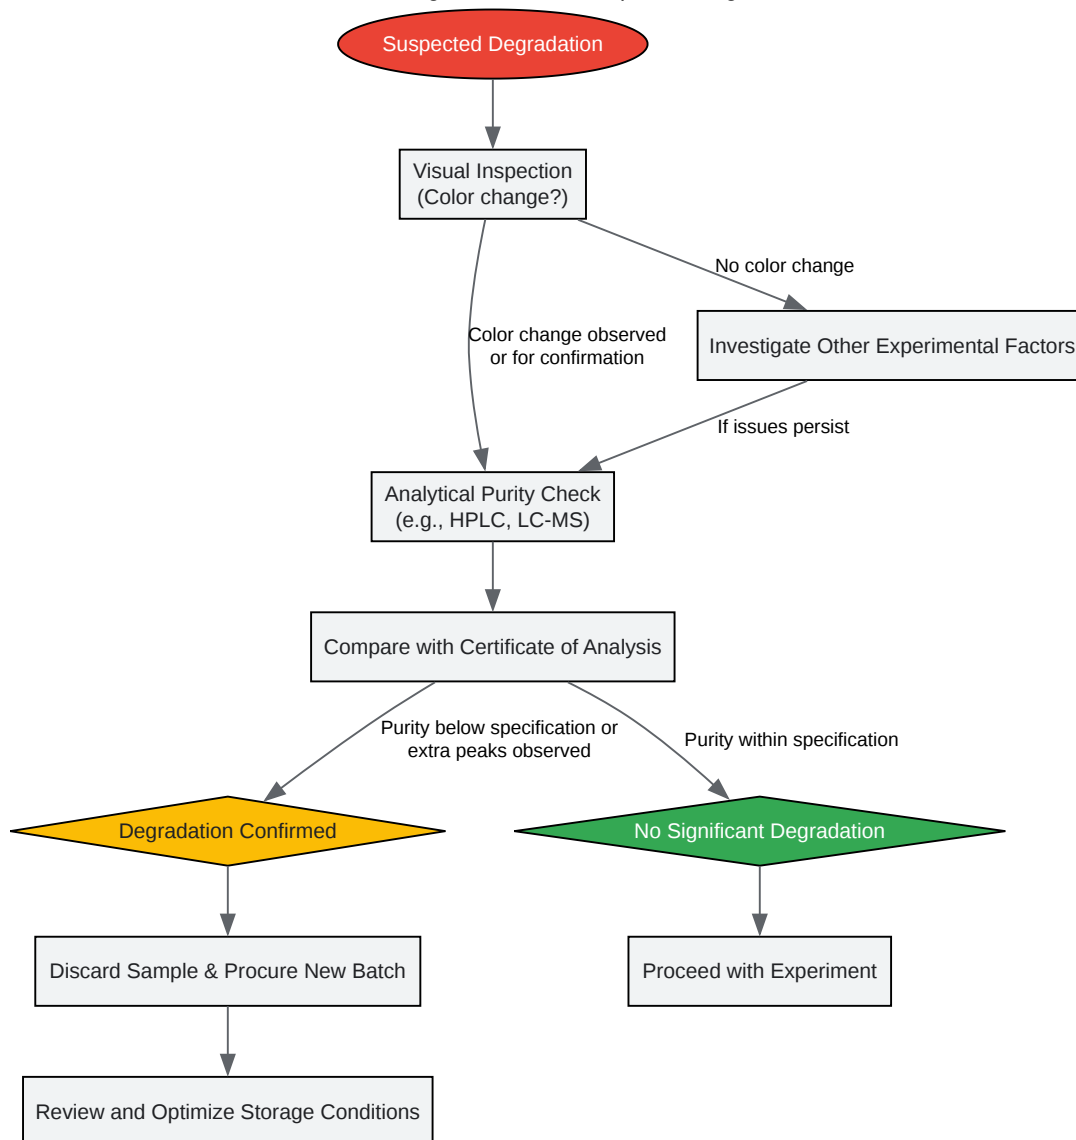 Suspected Degradation
Visual Inspection
(Color change?)
No color change
Color change observed
or for confirmation
Investigate Other Experimental Factors
If issues persist
Analytical Purity Check
(e.g., HPLC, LC-MS)
Compare with Certificate of Analysis
Purity below specification or
extra peaks observed
Purity within specification
Degradation Confirmed
No Significant Degradation
Discard Sample & Procure New Batch
Proceed with Experiment
Review and Optimize Storage Conditions